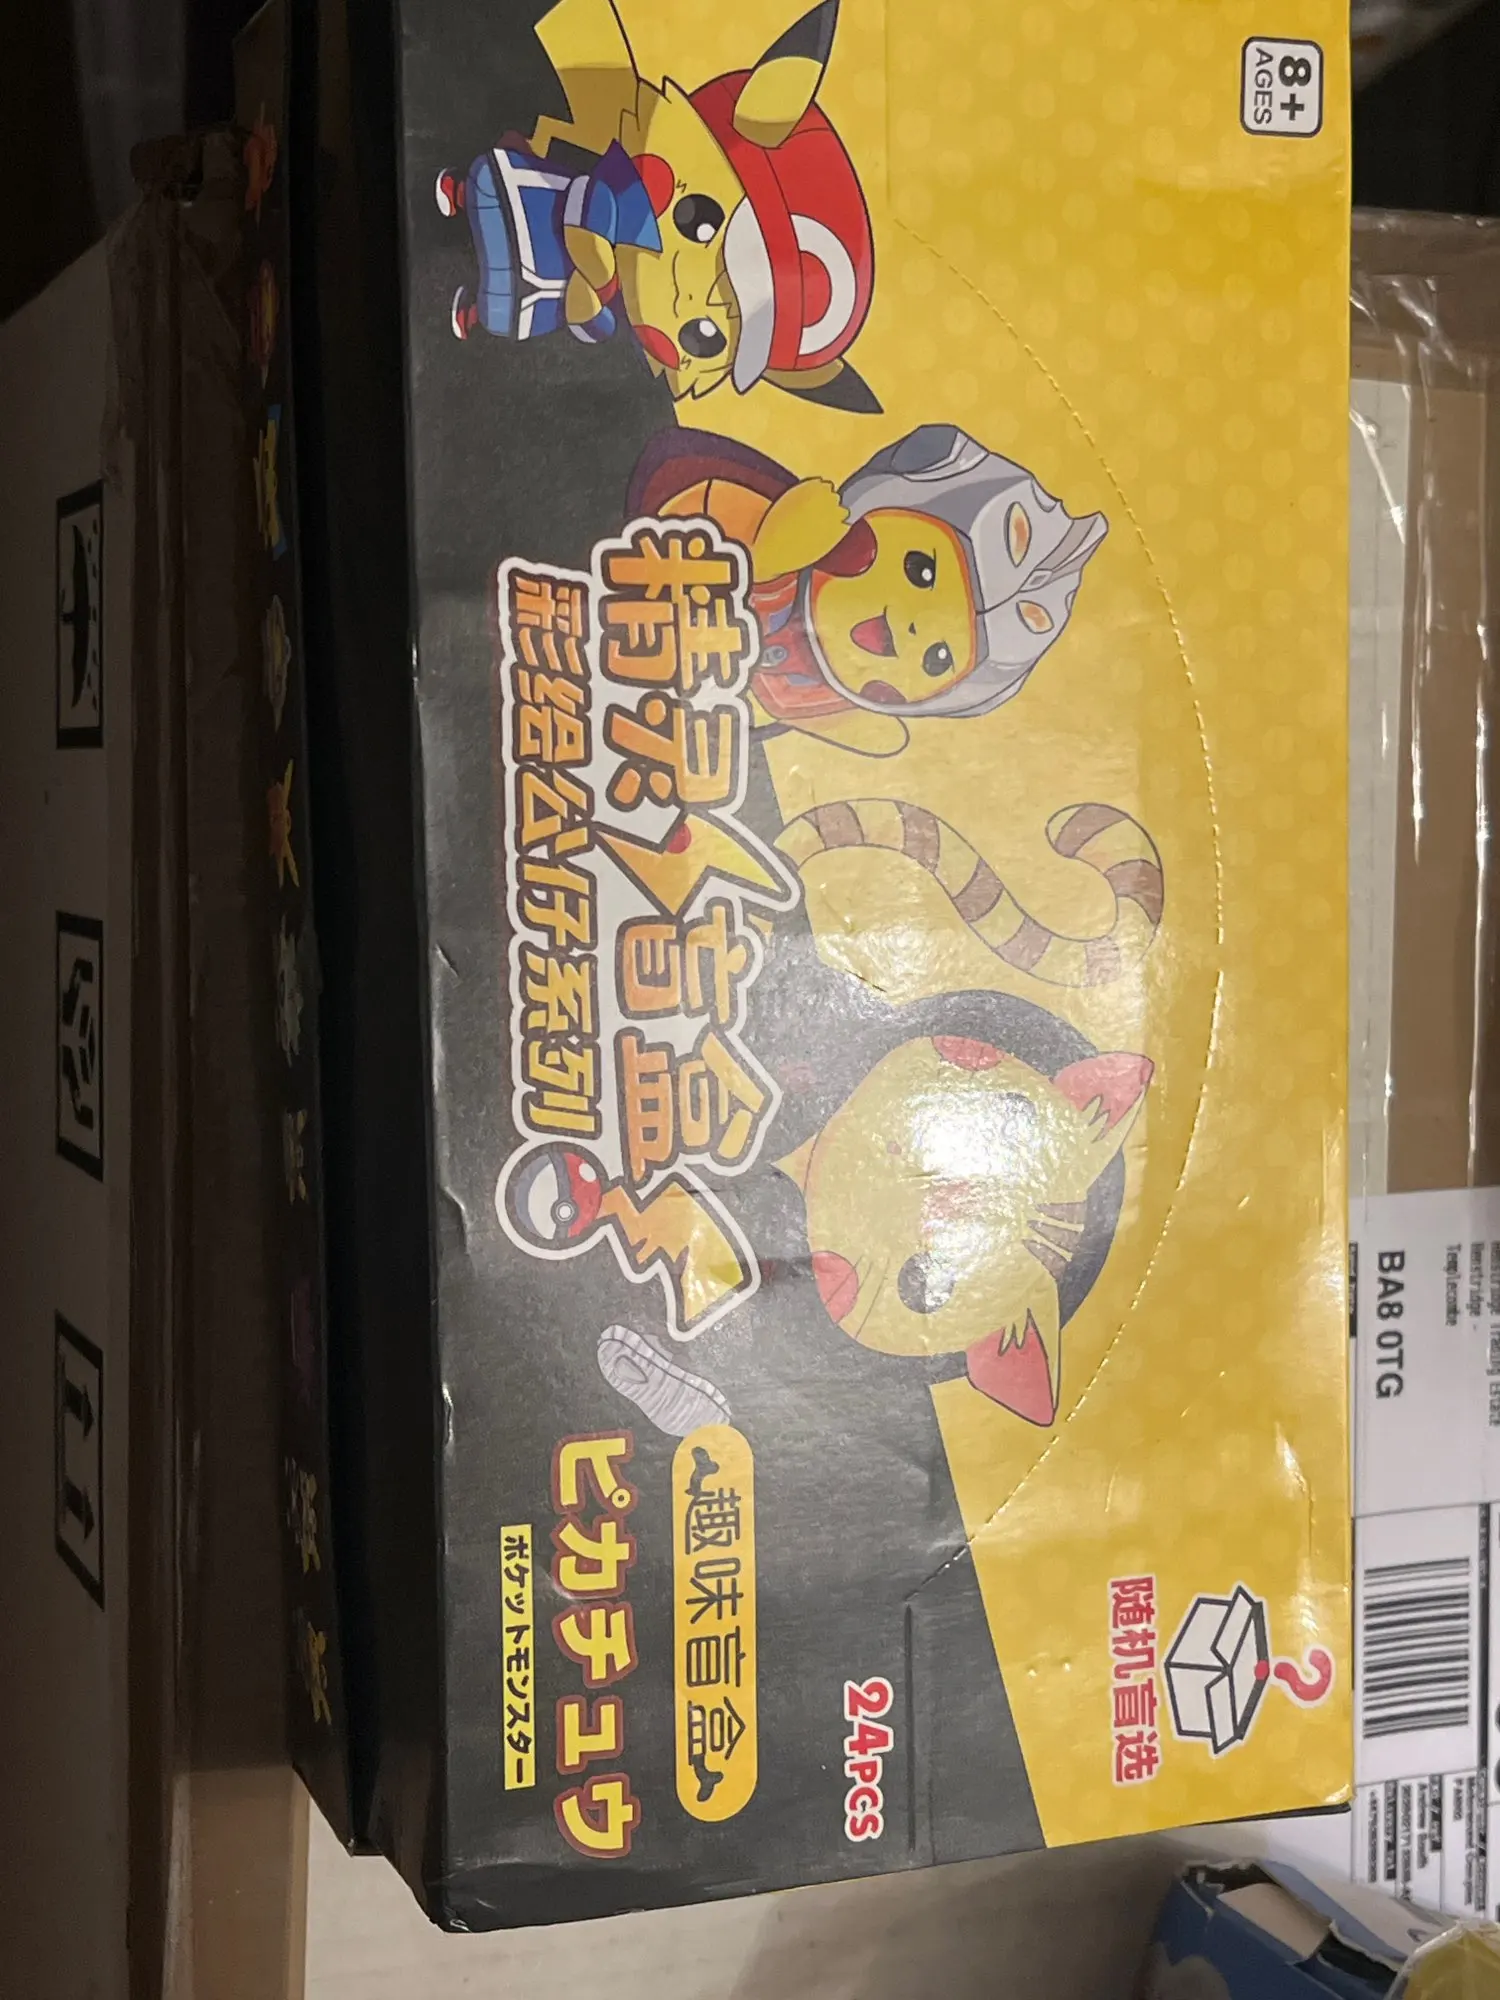 8+
AGES
精灵盲盒
彩绘公仔系列
趣味盲盒
ピカチュウ
ポケットモンスター
24PCS
随机盲选
?
Templecombe
BA8 0TG